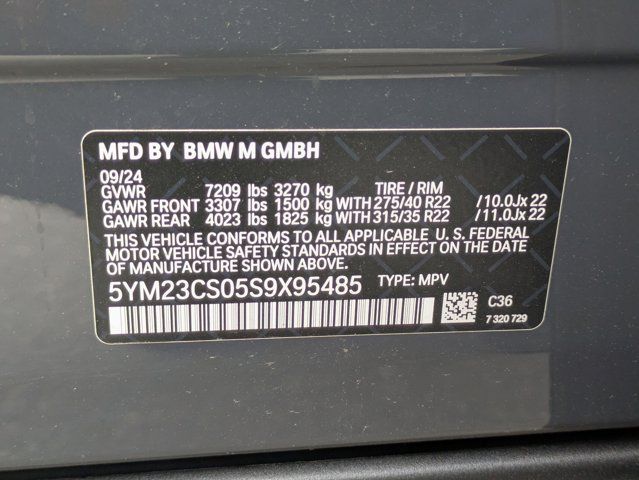 MFD BY BMW M GMBH
09/24
GVWR 7209 lbs 3270 kg TIRE / RIM
GAWR FRONT 3307 lbs 1500 kg WITH 275/40 R22 /10.0Jx 22
GAWR REAR 4023 lbs 1825 kg WITH 315/35 R22 /11.0Jx 22
THIS VEHICLE CONFORMS TO ALL APPLICABLE U. S. FEDERAL
MOTOR VEHICLE SAFETY STANDARDS IN EFFECT ON THE DATE
OF MANUFACTURE SHOWN ABOVE.
5YM23CS05S9X95485 TYPE: MPV
C36
7 320 729